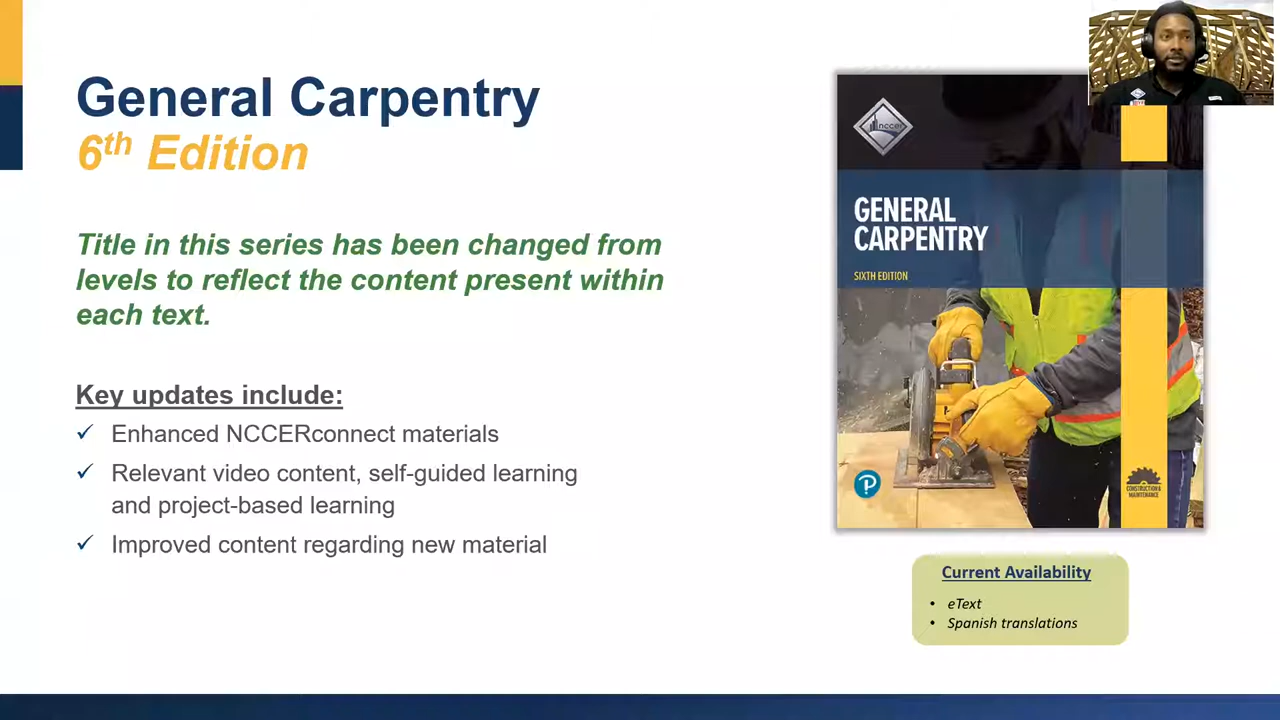 General Carpentry
6th Edition
Title in this series has been changed from
levels to reflect the content present within
each text.
Key updates include:
✓ Enhanced NCCERconnect materials
✓ Relevant video content, self-guided learning
and project-based learning
✓ Improved content regarding new material
nccer
GENERAL
CARPENTRY
SIXTH EDITION
P
CONSTRUCTION &
MAINTENANCE
Current Availability
• eText
• Spanish translations